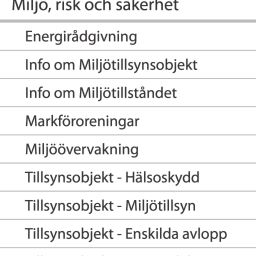 Miljö, risk och säkerhet
Energirådgivning
Info om Miljötillsynsobjekt
Info om Miljötillståndet
Markföroreningar
Miljöövervakning
Tillsynsobjekt - Hälsoskydd
Tillsynsobjekt - Miljötillsyn
Tillsynsobjekt - Enskilda avlopp